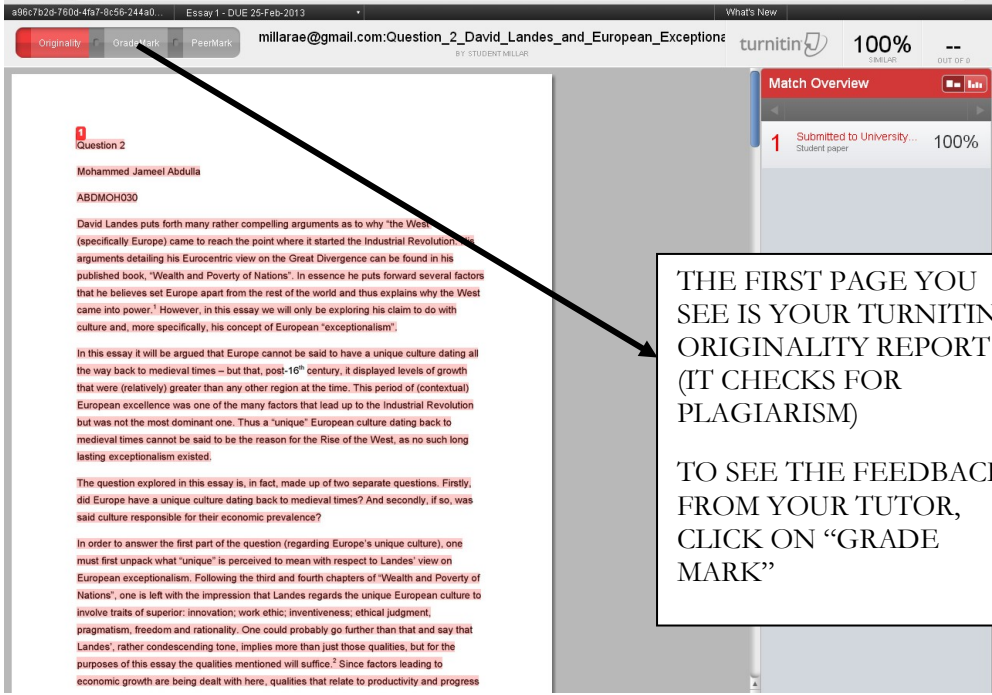 a96c7b2d-760d-4fa7-8c56-244a0... Essay 1 - DUE 25-Feb-2013 What's New
Originality GradeMark PeerMark millarae@gmail.com:Question_2_David_Landes_and_European_Exceptiona turnitin 100% --
BY STUDENT MILLAR SIMILAR OUT OF 0
Match Overview
1 Submitted to University... 100%
Student paper
1
Question 2
Mohammed Jameel Abdulla
ABDMOH030
David Landes puts forth many rather compelling arguments as to why "the West
(specifically Europe) came to reach the point where it started the Industrial Revolution.
arguments detailing his Eurocentric view on the Great Divergence can be found in his
published book, "Wealth and Poverty of Nations". In essence he puts forward several factors
that he believes set Europe apart from the rest of the world and thus explains why the West
came into power.1 However, in this essay we will only be exploring his claim to do with
culture and, more specifically, his concept of European "exceptionalism".
In this essay it will be argued that Europe cannot be said to have a unique culture dating all
the way back to medieval times – but that, post-16th century, it displayed levels of growth
that were (relatively) greater than any other region at the time. This period of (contextual)
European excellence was one of the many factors that lead up to the Industrial Revolution
but was not the most dominant one. Thus a "unique" European culture dating back to
medieval times cannot be said to be the reason for the Rise of the West, as no such long
lasting exceptionalism existed.
The question explored in this essay is, in fact, made up of two separate questions. Firstly,
did Europe have a unique culture dating back to medieval times? And secondly, if so, was
said culture responsible for their economic prevalence?
In order to answer the first part of the question (regarding Europe's unique culture), one
must first unpack what "unique" is perceived to mean with respect to Landes' view on
European exceptionalism. Following the third and fourth chapters of "Wealth and Poverty of
Nations", one is left with the impression that Landes regards the unique European culture to
involve traits of superior: innovation; work ethic; inventiveness; ethical judgment,
pragmatism, freedom and rationality. One could probably go further than that and say that
Landes', rather condescending tone, implies more than just those qualities, but for the
purposes of this essay the qualities mentioned will suffice.2 Since factors leading to
economic growth are being dealt with here, qualities that relate to productivity and progress
THE FIRST PAGE YOU
SEE IS YOUR TURNITIN
ORIGINALITY REPORT
(IT CHECKS FOR
PLAGIARISM)
TO SEE THE FEEDBACK
FROM YOUR TUTOR,
CLICK ON “GRADE
MARK”